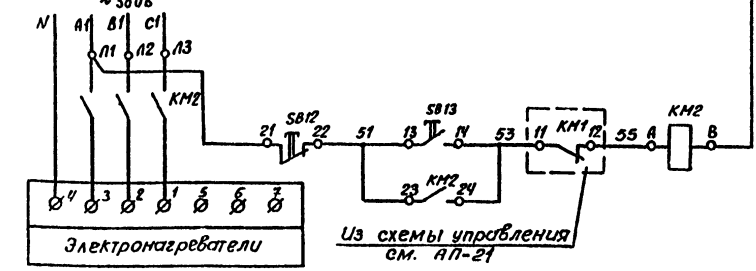 ~ 380В
N A1 B1 C1
Л1 Л2 Л3
КМ2
21 SB12 22
51
13 SB13 14
53
11 КМ1 12
55
А КМ2 В
23 КМ2 24
4 3 2 1 5 6 7
Электронагреватели
Из схемы управления
см. АП-21